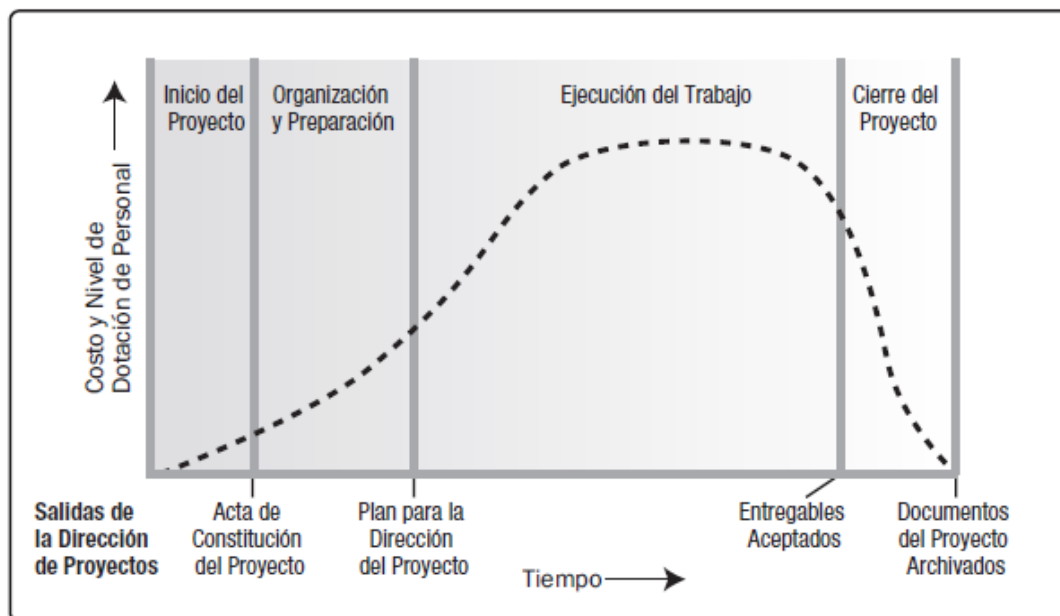 Inicio del
Proyecto
Organización
y Preparación
Ejecución del Trabajo
Cierre del
Proyecto
Costo y Nivel de
Dotación de Personal
Salidas de
la Dirección
de Proyectos
Acta de
Constitución
del Proyecto
Plan para la
Dirección
del Proyecto
Entregables
Aceptados
Documentos
del Proyecto
Archivados
Tiempo